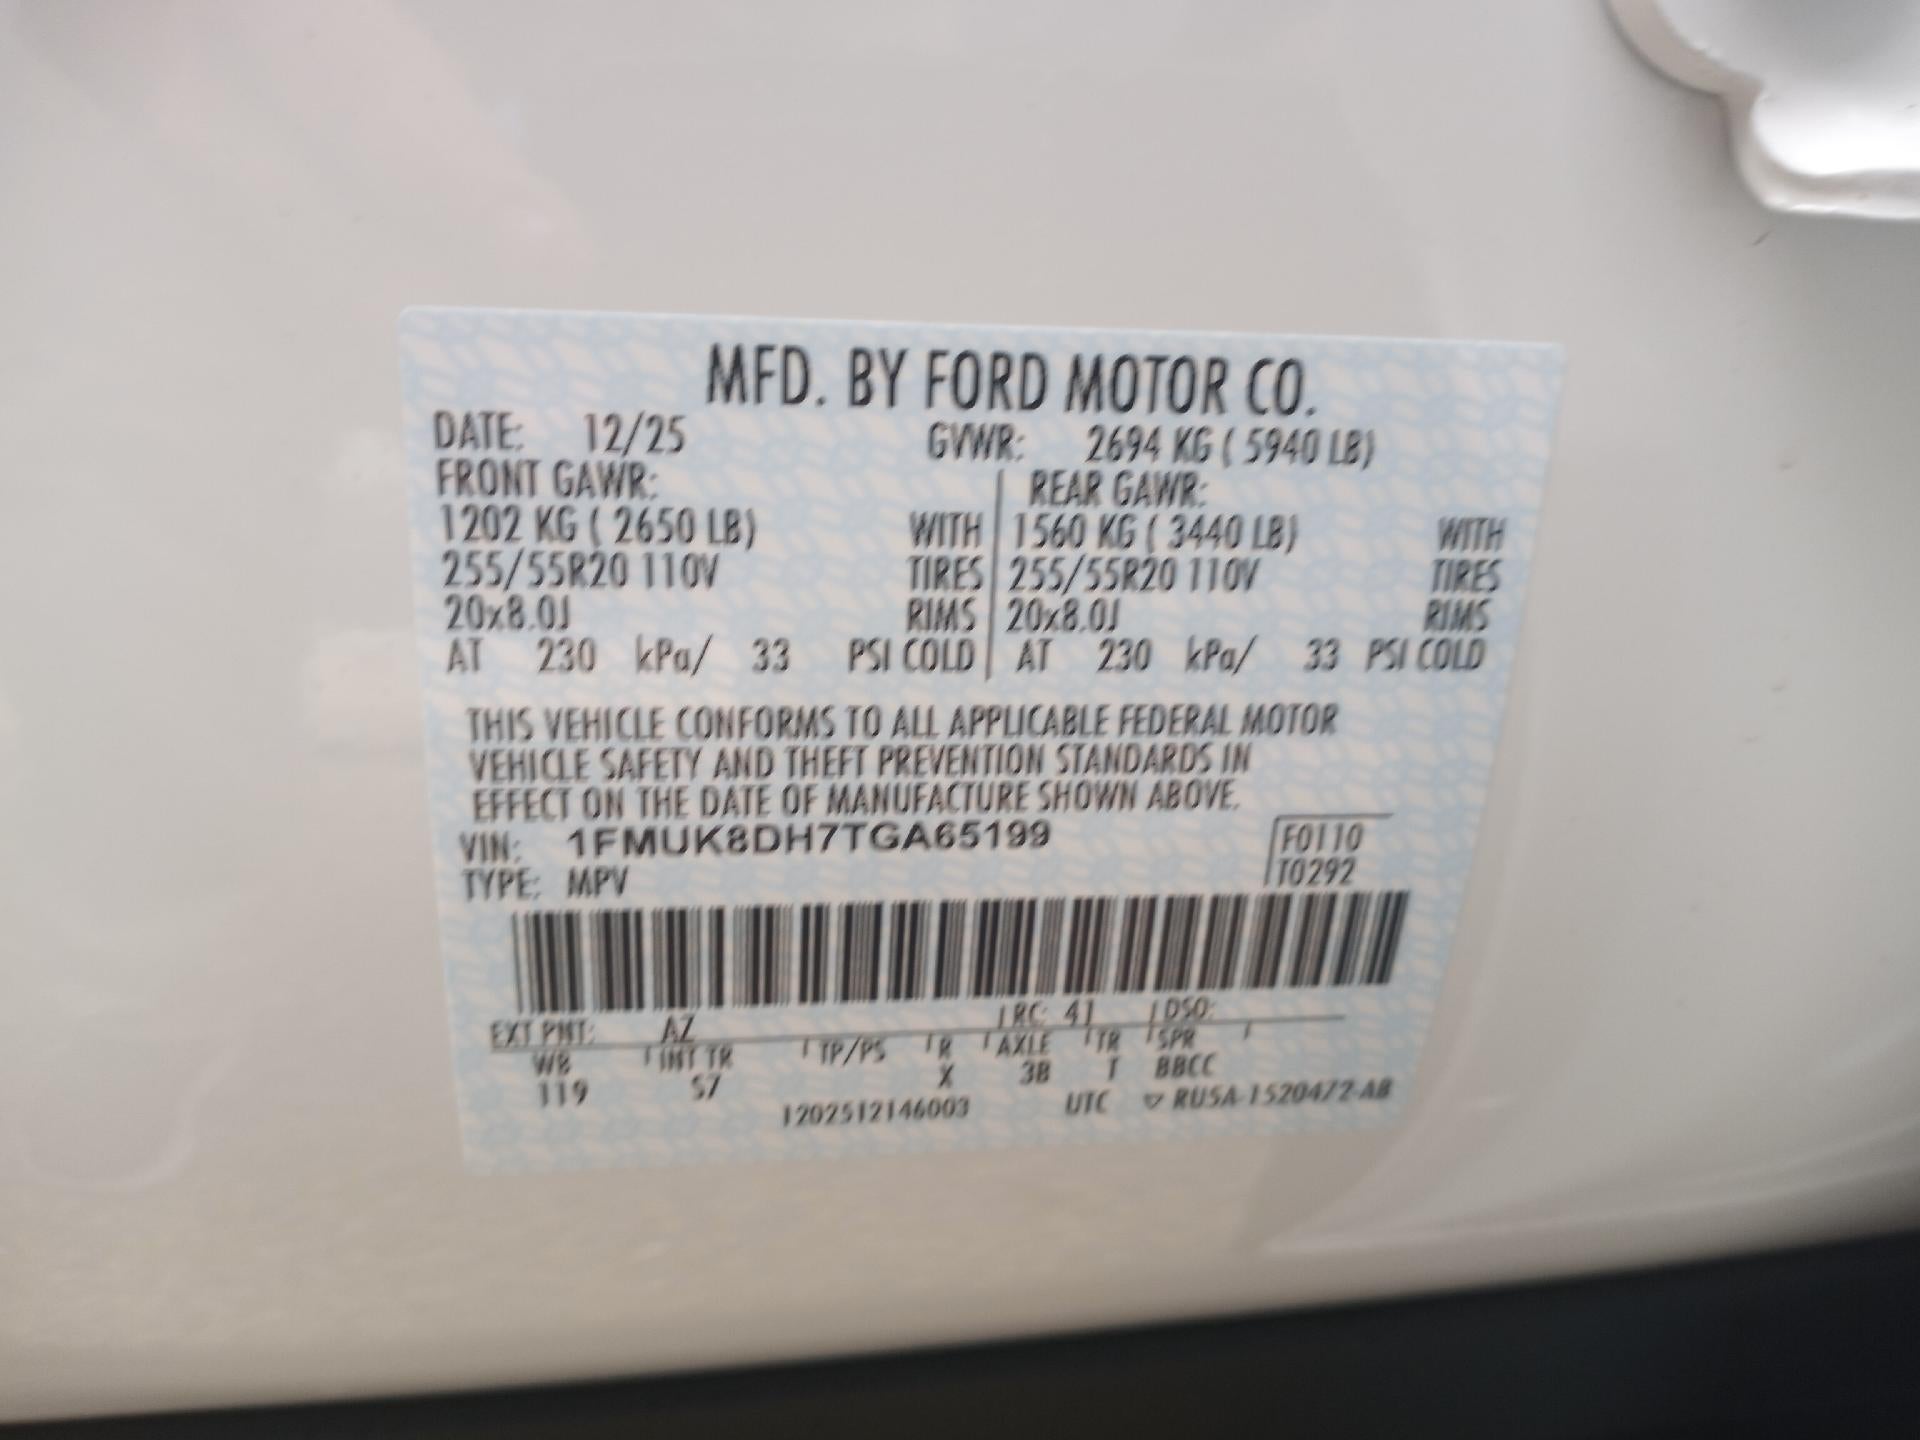 MFD. BY FORD MOTOR CO.
DATE: 12/25 GVWR: 2694 KG ( 5940 LB)
FRONT GAWR: REAR GAWR:
1202 KG ( 2650 LB) WITH 1560 KG ( 3440 LB) WITH
255/55R20 110V TIRES 255/55R20 110V TIRES
20x8.0J RIMS 20x8.0J RIMS
AT 230 kPa/ 33 PSI COLD AT 230 kPa/ 33 PSI COLD
THIS VEHICLE CONFORMS TO ALL APPLICABLE FEDERAL MOTOR
VEHICLE SAFETY AND THEFT PREVENTION STANDARDS IN
EFFECT ON THE DATE OF MANUFACTURE SHOWN ABOVE.
VIN: 1FMUK8DH7TGA65199 F0110
TYPE: MPV T0292
EXT PNT: AZ RC: 41 DSO:
WB INT TR TP/PS R AXLE TR SPR
119 S7 X 3B T BBCC
1202512146003 UTC ▽ RU5A-1520472-AB